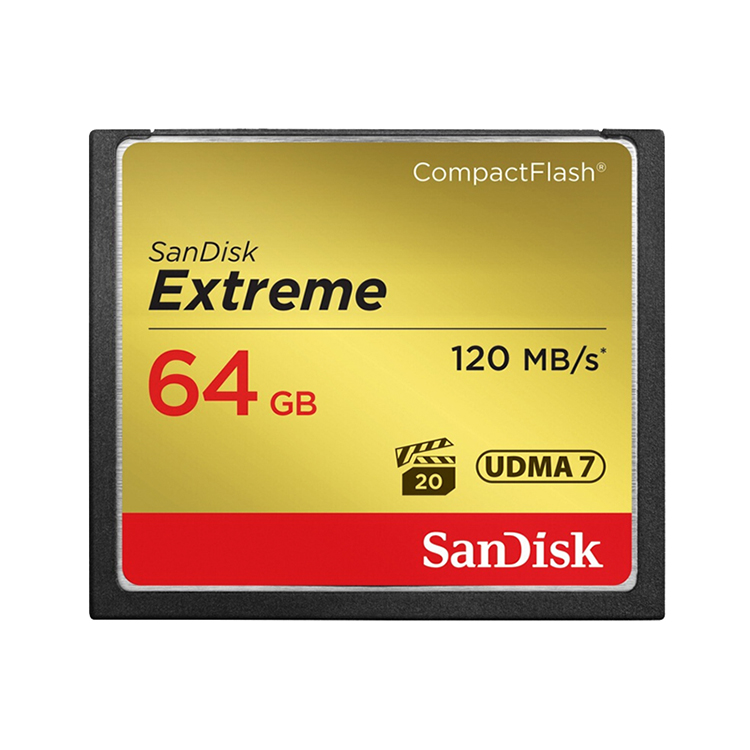 CompactFlash®
SanDisk
Extreme
64 GB
120 MB/s*
20
UDMA 7
SanDisk